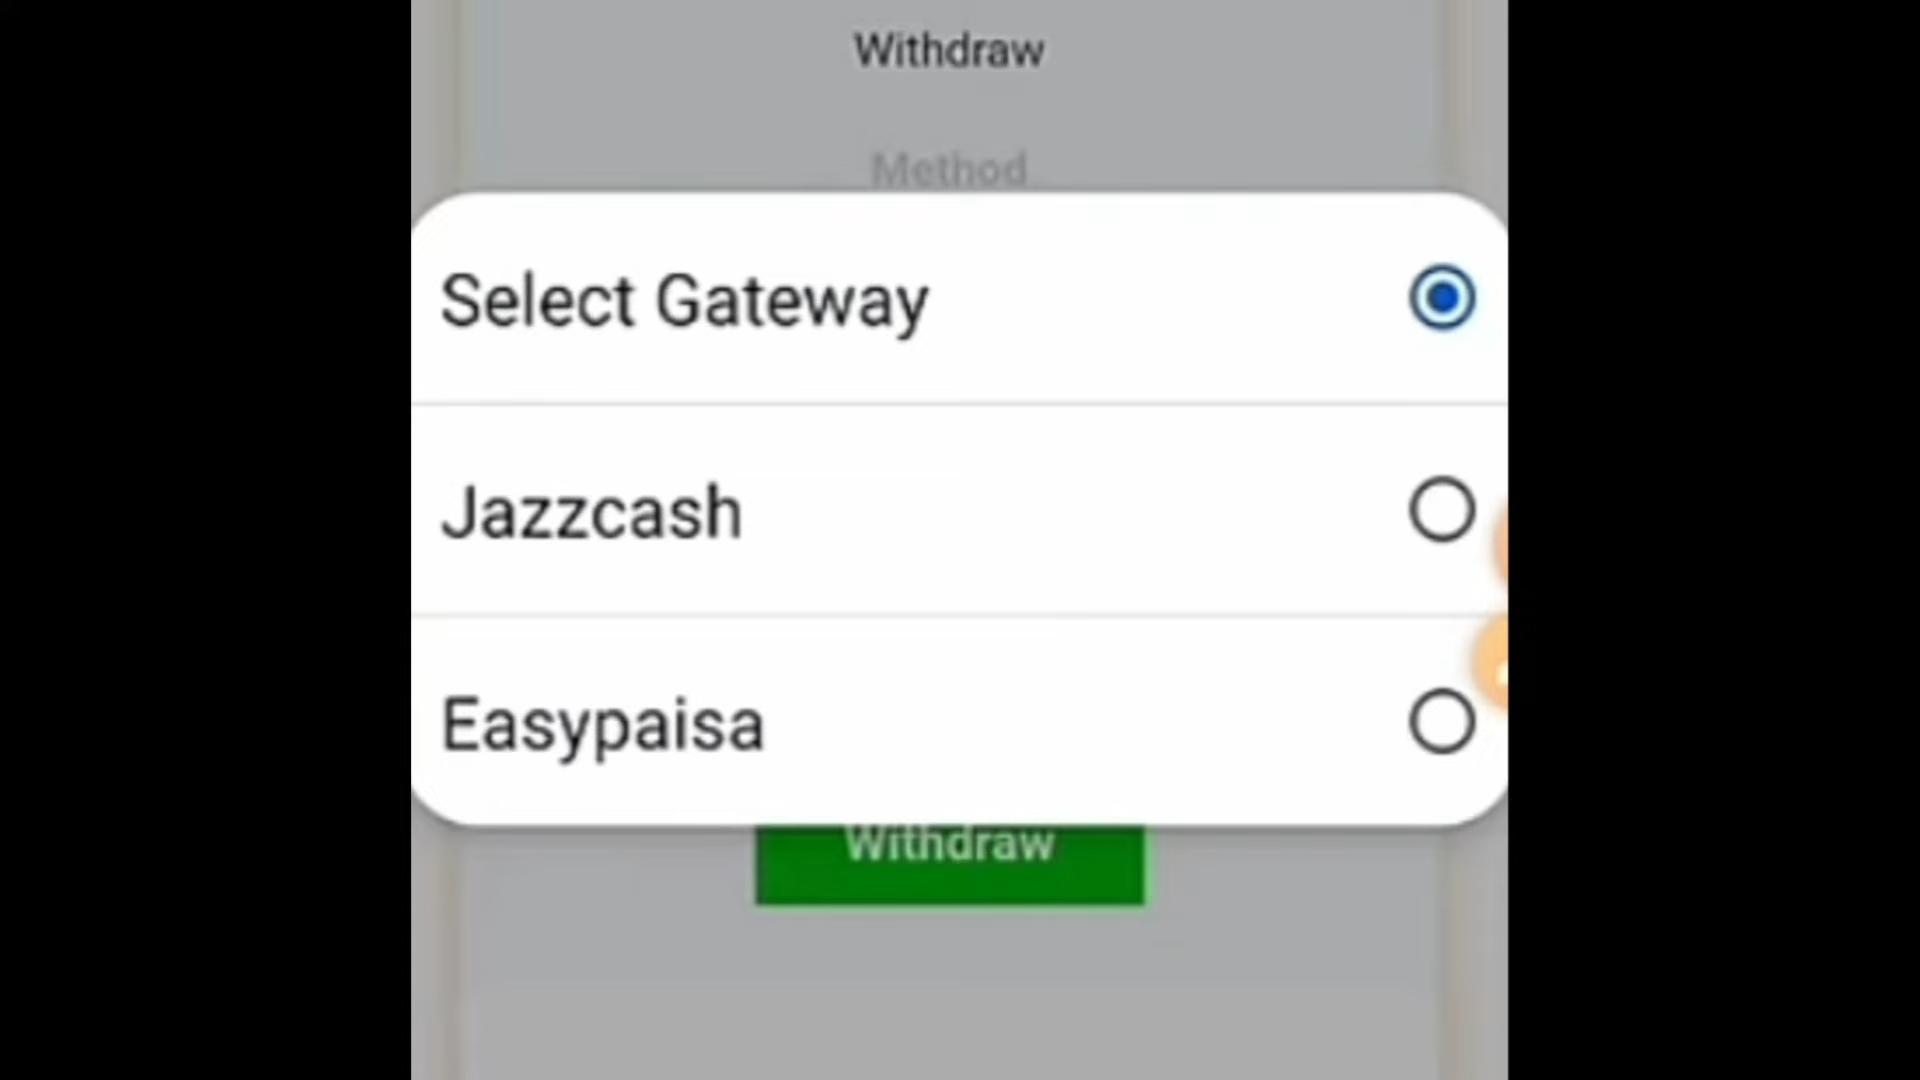 Withdraw
Method
Select Gateway
Jazzcash
Easypaisa
Withdraw